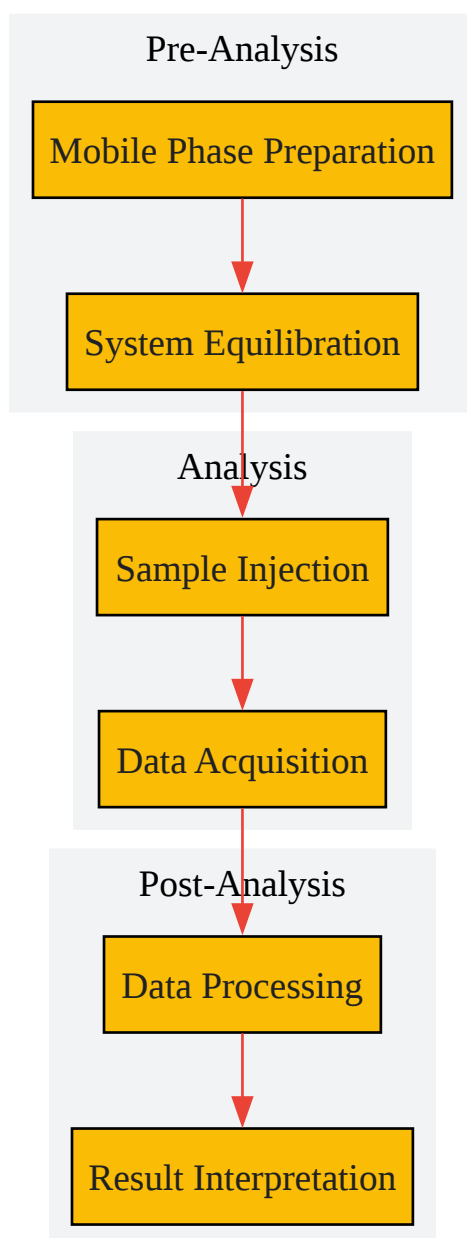 Pre-Analysis
Mobile Phase Preparation
System Equilibration
Analysis
Sample Injection
Data Acquisition
Post-Analysis
Data Processing
Result Interpretation